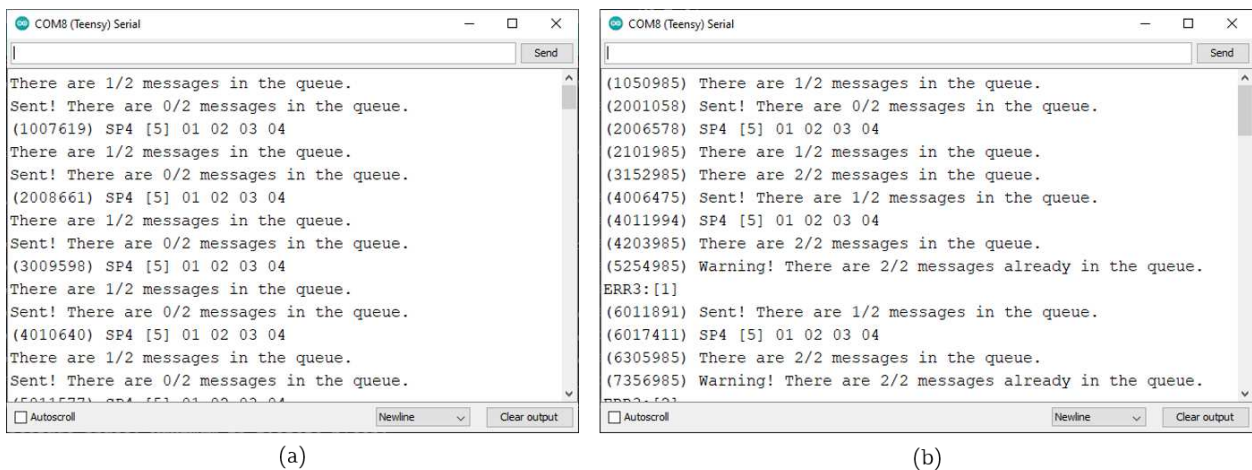 COM8 (Teensy) Serial
Send
There are 1/2 messages in the queue.
Sent! There are 0/2 messages in the queue.
(1007619) SP4 [5] 01 02 03 04
There are 1/2 messages in the queue.
Sent! There are 0/2 messages in the queue.
(2008661) SP4 [5] 01 02 03 04
There are 1/2 messages in the queue.
Sent! There are 0/2 messages in the queue.
(3009598) SP4 [5] 01 02 03 04
There are 1/2 messages in the queue.
Sent! There are 0/2 messages in the queue.
(4010640) SP4 [5] 01 02 03 04
There are 1/2 messages in the queue.
Sent! There are 0/2 messages in the queue.
(5011577) SP4 [5] 01 02 03 04
Autoscroll
Newline
Clear output
(a)
COM8 (Teensy) Serial
Send
(1050985) There are 1/2 messages in the queue.
(2001058) Sent! There are 0/2 messages in the queue.
(2006578) SP4 [5] 01 02 03 04
(2101985) There are 1/2 messages in the queue.
(3152985) There are 2/2 messages in the queue.
(4006475) Sent! There are 1/2 messages in the queue.
(4011994) SP4 [5] 01 02 03 04
(4203985) There are 2/2 messages in the queue.
(5254985) Warning! There are 2/2 messages already in the queue.
ERR3:[1]
(6011891) Sent! There are 1/2 messages in the queue.
(6017411) SP4 [5] 01 02 03 04
(6305985) There are 2/2 messages in the queue.
(7356985) Warning! There are 2/2 messages already in the queue.
ERR3:[2]
Autoscroll
Newline
Clear output
(b)